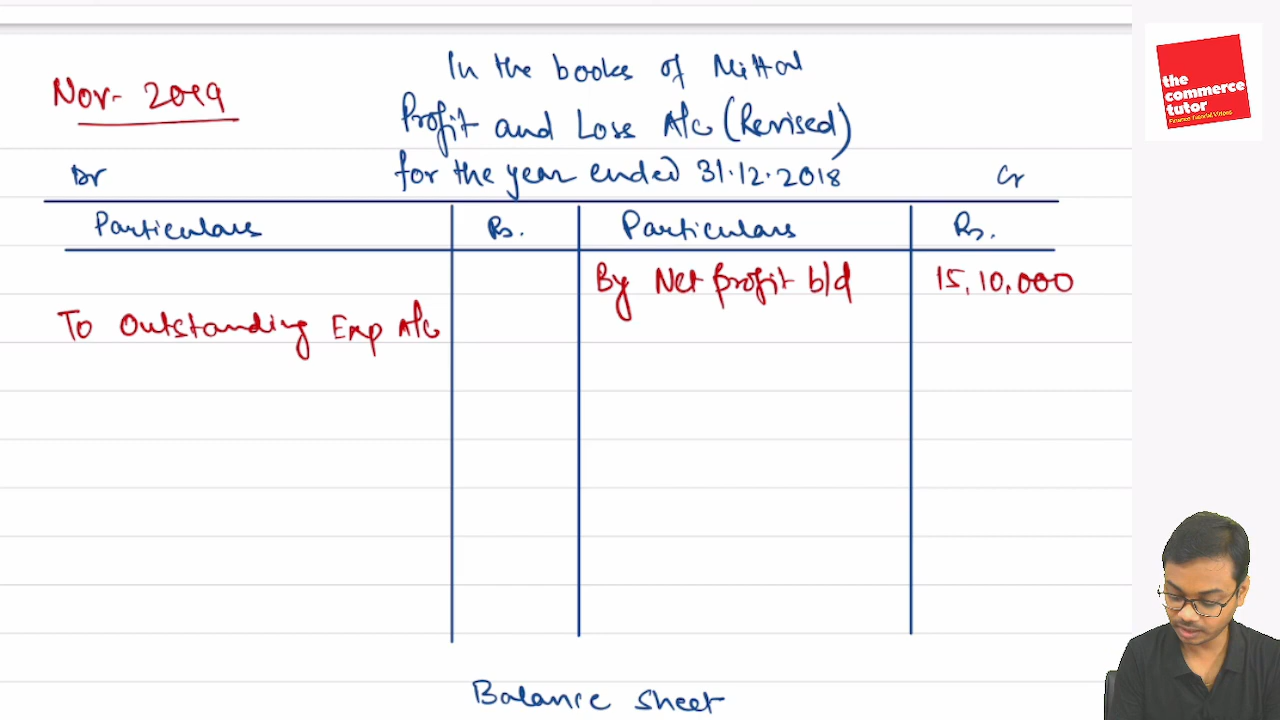 In the books of Mittal
Nov- 2019
Profit and Loss A/c (Revised)
for the year ended 31.12.2018
Dr
Cr
Particulars Rs. Particulars Rs.
By Net profit b/d 15,10,000
To Outstanding Exp A/c
Balance Sheet
the
commerce
tutor